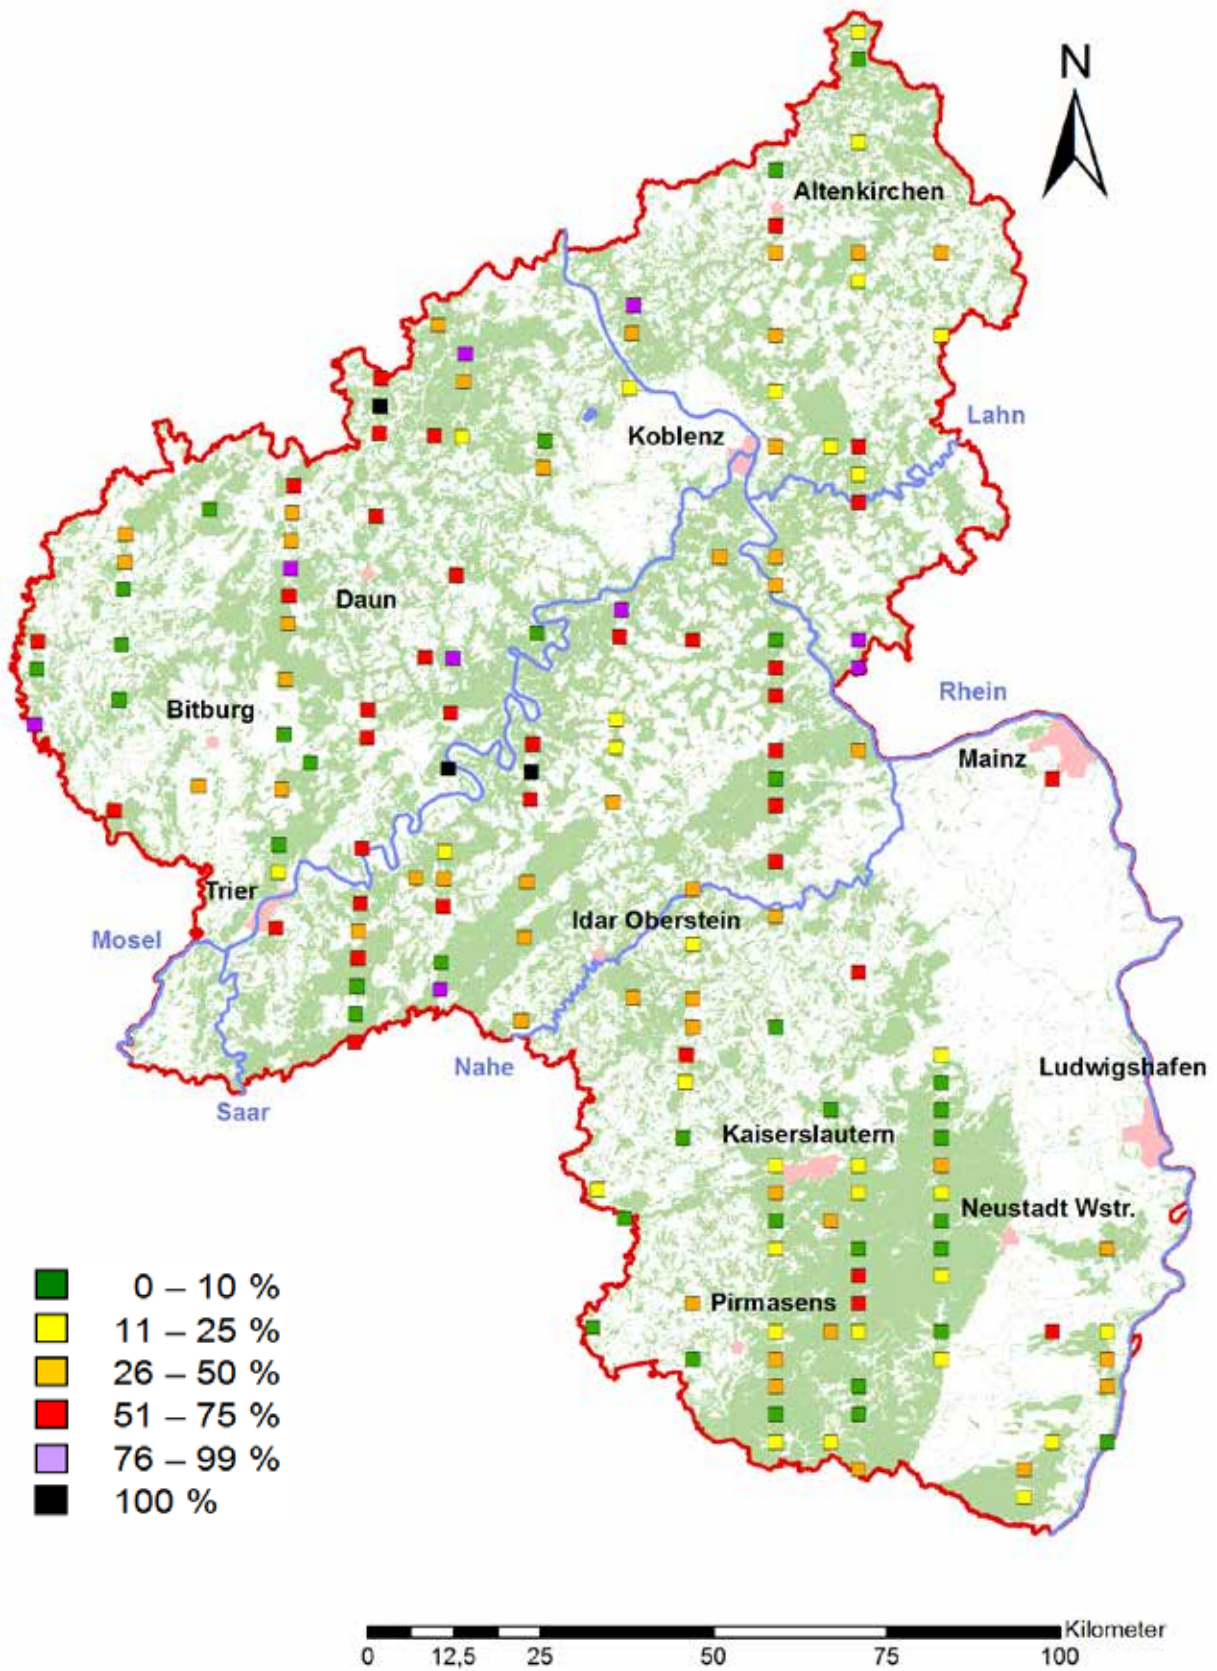 N
Altenkirchen
Lahn
Koblenz
Daun
Bitburg
Rhein
Mainz
Trier
Idar Oberstein
Mosel
Nahe
Ludwigshafen
Saar
Kaiserslautern
Neustadt Wstr.
Pirmasens
0 – 10 %
11 – 25 %
26 – 50 %
51 – 75 %
76 – 99 %
100 %
Kilometer
0 12,5 25 50 75 100